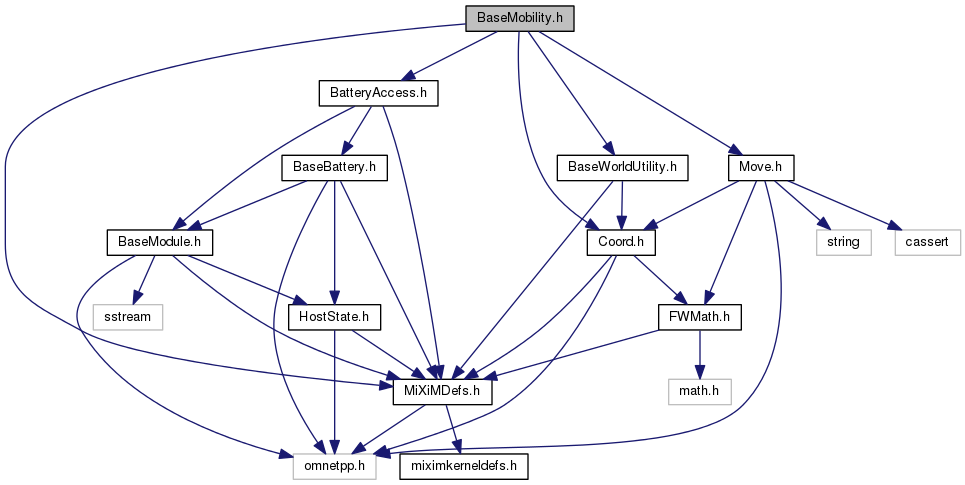 BaseMobility.h
BatteryAccess.h
BaseBattery.h
BaseWorldUtility.h
Move.h
BaseModule.h
Coord.h
string
cassert
sstream
HostState.h
FWMath.h
MiXiMDefs.h
math.h
omnetpp.h
miximkerneldefs.h